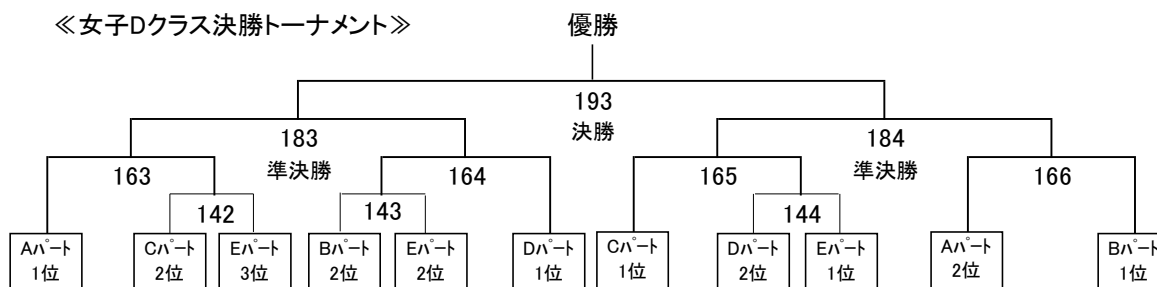 ≪女子Dクラス決勝トーナメント≫
優勝
193
決勝
183
準決勝
184
準決勝
163
164
165
166
142
143
144
Aパート
1位
Cパート
2位
Eパート
3位
Bパート
2位
Eパート
2位
Dパート
1位
Cパート
1位
Dパート
2位
Eパート
1位
Aパート
2位
Bパート
1位